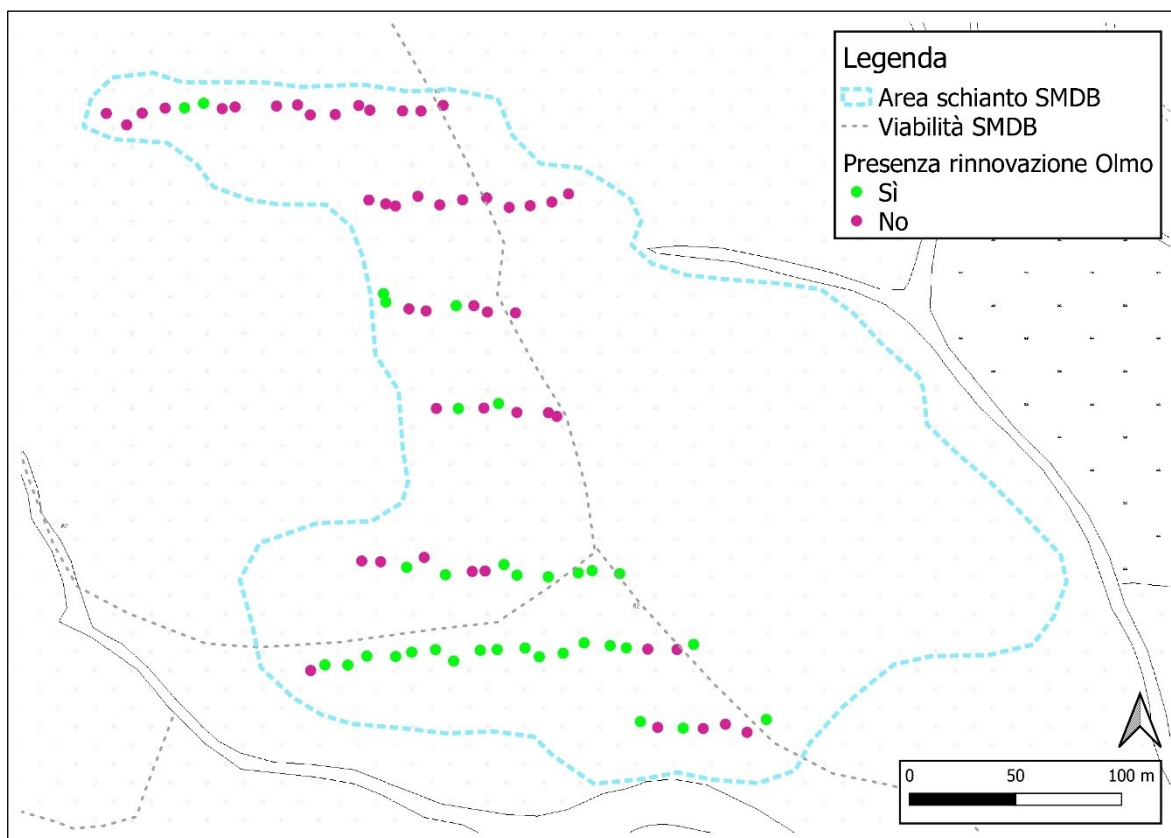 Legenda
Area schianto SMDB
Viabilità SMDB
Presenza rinnovazione Olmo
Sì
No
0 50 100 m